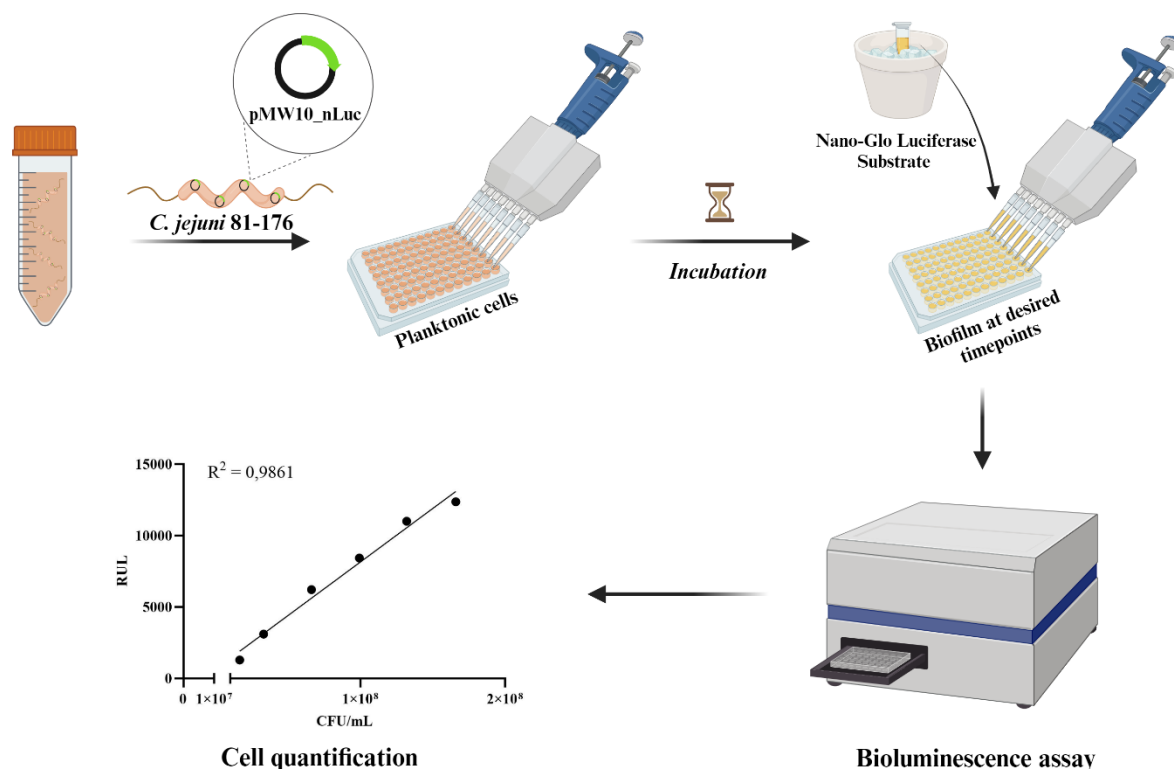 pMW10_nLuc
C. jejuni 81-176
Planktonic cells
Incubation
Nano-Glo Luciferase
Substrate
Biofilm at desired
timepoints
R² = 0,9861
15000
10000
5000
0
RUL
0 1×10⁷ 1×10⁸ 2×10⁸
CFU/mL
Cell quantification
Bioluminescence assay